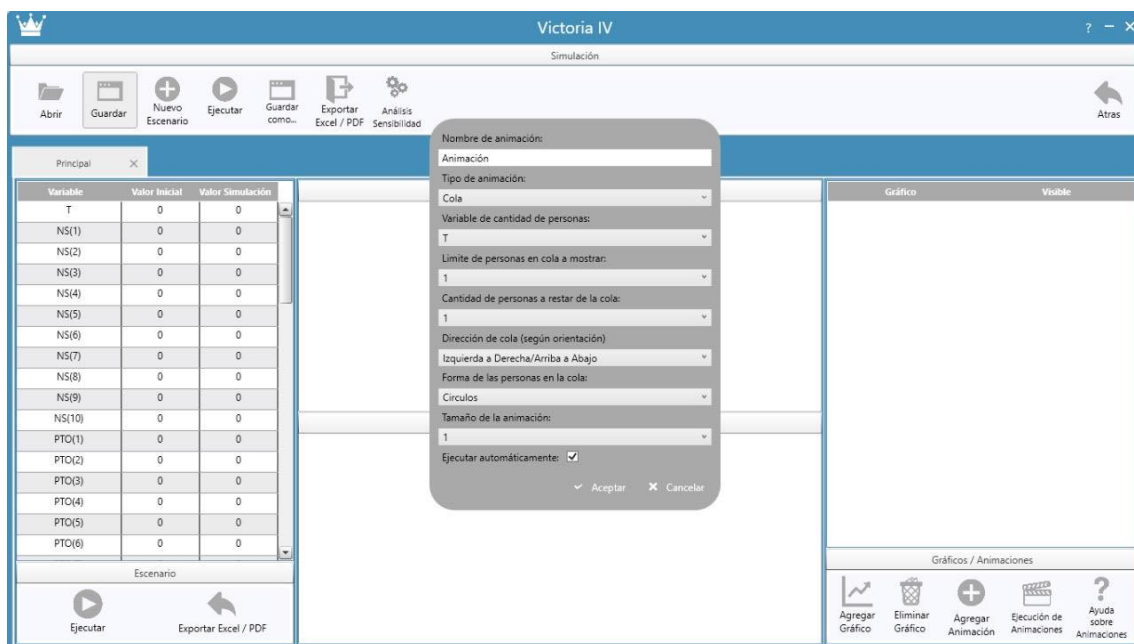 Victoria IV
? – ✕
Simulación
Abrir
Guardar
Nuevo
Escenario
Ejecutar
Guardar
como...
Exportar
Excel / PDF
Análisis
Sensibilidad
Atras
Principal ✕
Variable Valor Inicial Valor Simulación
T 0 0
NS(1) 0 0
NS(2) 0 0
NS(3) 0 0
NS(4) 0 0
NS(5) 0 0
NS(6) 0 0
NS(7) 0 0
NS(8) 0 0
NS(9) 0 0
NS(10) 0 0
PTO(1) 0 0
PTO(2) 0 0
PTO(3) 0 0
PTO(4) 0 0
PTO(5) 0 0
PTO(6) 0 0
Escenario
Ejecutar
Exportar Excel / PDF
Nombre de animación:
Animación
Tipo de animación:
Cola
Variable de cantidad de personas:
T
Limite de personas en cola a mostrar:
1
Cantidad de personas a restar de la cola:
1
Dirección de cola (según orientación)
Izquierda a Derecha/Arriba a Abajo
Forma de las personas en la cola:
Circulos
Tamaño de la animación:
1
Ejecutar automáticamente:
Aceptar
Cancelar
Gráfico Visible
Gráficos / Animaciones
Agregar
Gráfico
Eliminar
Gráfico
Agregar
Animación
Ejecución de
Animaciones
?
Ayuda
sobre
Animaciones